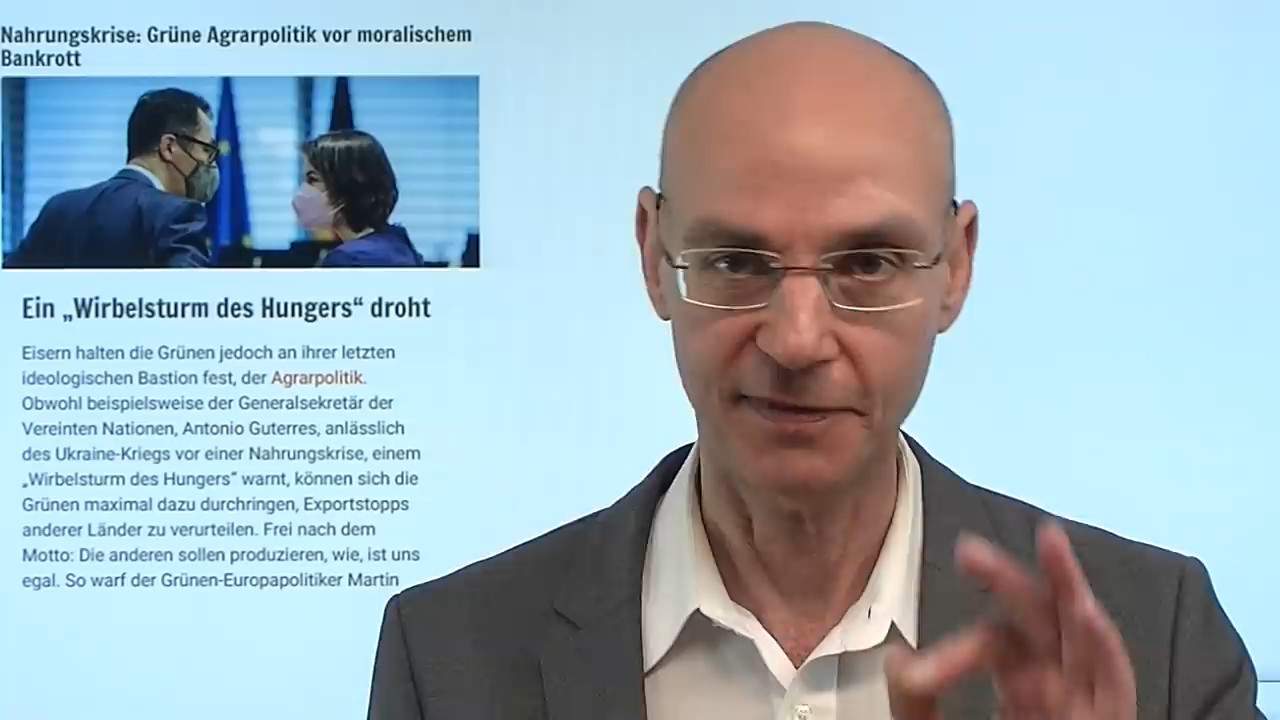 Nahrungskrise: Grüne Agrarpolitik vor moralischem
Bankrott
Ein „Wirbelsturm des Hungers“ droht
Eisern halten die Grünen jedoch an ihrer letzten
ideologischen Bastion fest, der Agrarpolitik.
Obwohl beispielsweise der Generalsekretär der
Vereinten Nationen, Antonio Guterres, anlässlich
des Ukraine-Kriegs vor einer Nahrungskrise, einem
„Wirbelsturm des Hungers“ warnt, können sich die
Grünen maximal dazu durchringen, Exportstopps
anderer Länder zu verurteilen. Frei nach dem
Motto: Die anderen sollen produzieren, wie, ist uns
egal. So warf der Grünen-Europapolitiker Martin